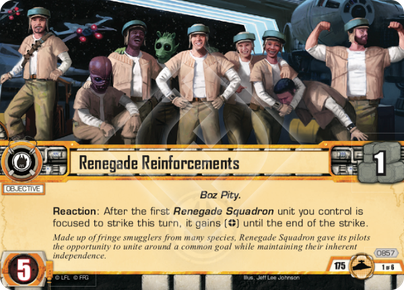 Renegade Reinforcements
1
OBJECTIVE
Boz Pity.
Reaction: After the first Renegade Squadron unit you control is
focused to strike this turn, it gains [ ] until the end of the strike.
Made up of fringe smugglers from many species, Renegade Squadron gave its pilots
the opportunity to unite around a common goal while maintaining their inherent
independence.
0857
5
175
1 of 6
© LFL © FFG
Illus. Jeff Lee Johnson